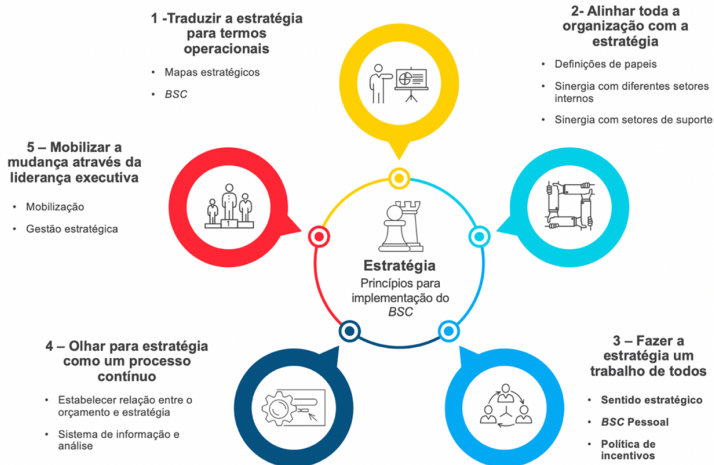 1 -Traduzir a estratégia
para termos
operacionais
• Mapas estratégicos
• BSC
2- Alinhar toda a
organização com a
estratégia
• Definições de papeis
• Sinergia com diferentes setores
internos
• Sinergia com setores de suporte
3 – Fazer a
estratégia um
trabalho de todos
• Sentido estratégico
• BSC Pessoal
• Política de
incentivos
4 – Olhar para estratégia
como um processo
contínuo
• Estabelecer relação entre o
orçamento e estratégia
• Sistema de informação e
análise
5 – Mobilizar a
mudança através da
liderança executiva
• Mobilização
• Gestão estratégica
Estratégia
Princípios para
implementação do
BSC